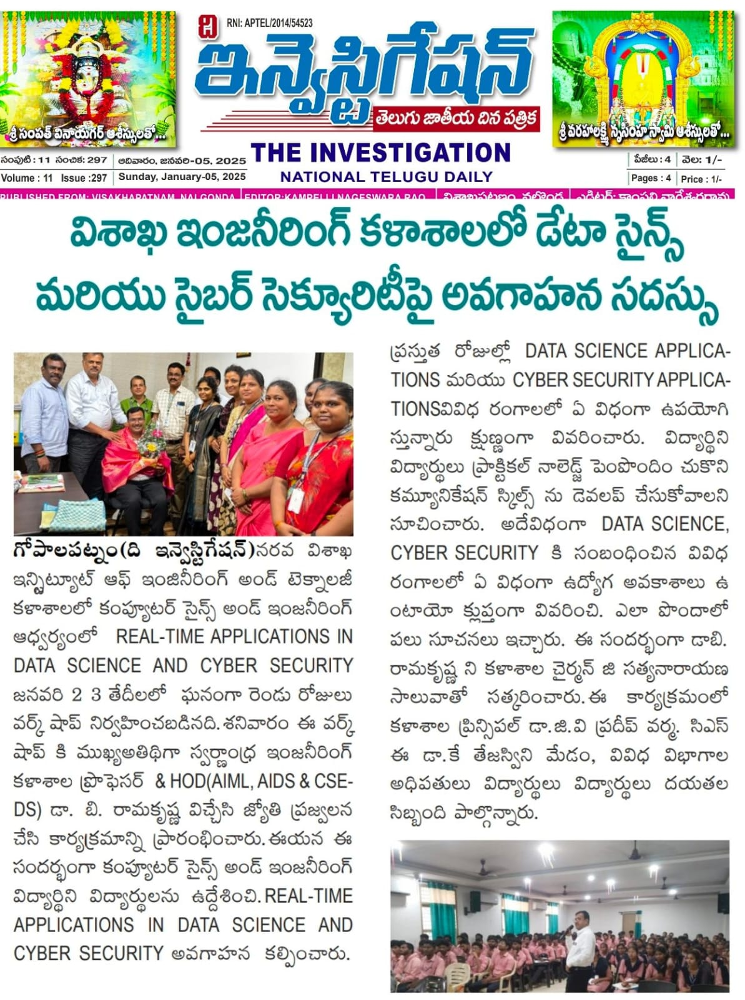 RNI: APTEL/2014/54523
ది
ఇన్వెస్టిగేషన్
తెలుగు జాతీయ దిన పత్రిక
శ్రీ సంపత్ వినాయగర్ ఆశీస్సులతో...
శ్రీ వరహాలక్ష్మి నృసింహ స్వామి ఆశీస్సులతో...
THE INVESTIGATION
NATIONAL TELUGU DAILY
సంపుటి : 11 సంచిక: 297
ఆదివారం, జనవరి-05, 2025
Volume : 11 Issue :297
Sunday, January-05, 2025
పేజీలు : 4
వెల: 1/-
Pages : 4
Price : 1/-
PUBLISHED FROM: VISAKHAPATNAM, NALGONDA
EDITOR:KAMPELLI NAGESWARA RAO
విశాఖపట్టణం, నల్గొండ
విశాఖ ఇంజనీరింగ్ కళాశాలలో డేటా సైన్స్
మరియు సైబర్ సెక్యూరిటీపై అవగాహన సదస్సు
గోపాలపట్నం(ది ఇన్వెస్టిగేషన్)నరవ విశాఖ
ఇన్స్టిట్యూట్ ఆఫ్ ఇంజినీరింగ్ అండ్ టెక్నాలజీ
కళాశాలలో కంప్యూటర్ సైన్స్ అండ్ ఇంజనీరింగ్
ఆధ్వర్యంలో REAL-TIME APPLICATIONS IN
DATA SCIENCE AND CYBER SECURITY
జనవరి 2 3 తేదీలలో ఘనంగా రెండు రోజులు
వర్క్ షాప్ నిర్వహించబడినది.శనివారం ఈ వర్క్
షాప్ కి ముఖ్యఅతిథిగా స్వర్ణాంధ్ర ఇంజనీరింగ్
కళాశాల ప్రొఫెసర్ & HOD(AIML, AIDS & CSE-
DS) డా. బి. రామకృష్ణ విచ్చేసి జ్యోతి ప్రజ్వలన
చేసి కార్యక్రమాన్ని ప్రారంభించారు.ఈయన ఈ
సందర్భంగా కంప్యూటర్ సైన్స్ అండ్ ఇంజనీరింగ్
విద్యార్థిని విద్యార్థులను ఉద్దేశించి. REAL-TIME
APPLICATIONS IN DATA SCIENCE AND
CYBER SECURITY అవగాహన కల్పించారు.
ప్రస్తుత రోజుల్లో DATA SCIENCE APPLICA-
TIONS మరియు CYBER SECURITY APPLICA-
TIONSవివిధ రంగాలలో ఏ విధంగా ఉపయోగి
స్తున్నారు క్షుణ్ణంగా వివరించారు. విద్యార్థిని
విద్యార్థులు ప్రాక్టికల్ నాలెడ్జ్ పెంపొందిం చుకొని
కమ్యూనికేషన్ స్కిల్స్ ను డెవలప్ చేసుకోవాలని
సూచించారు. అదేవిధంగా DATA SCIENCE,
CYBER SECURITY కి సంబంధించిన వివిధ
రంగాలలో ఏ విధంగా ఉద్యోగ అవకాశాలు ఉ
ంటాయో క్లుప్తంగా వివరించి. ఎలా పొందాలో
పలు సూచనలు ఇచ్చారు. ఈ సందర్భంగా డాబి.
రామకృష్ణ ని కళాశాల చైర్మన్ జి సత్యనారాయణ
సాలువాతో సత్కరించారు.ఈ కార్యక్రమంలో
కళాశాల ప్రిన్సిపల్ డా.జి.వి ప్రదీప్ వర్మ. సిఎస్
ఈ డా.కే తేజస్విని మేడం, వివిధ విభాగాల
అధిపతులు విద్యార్థులు విద్యార్థులు దయతల
సిబ్బంది పాల్గొన్నారు.